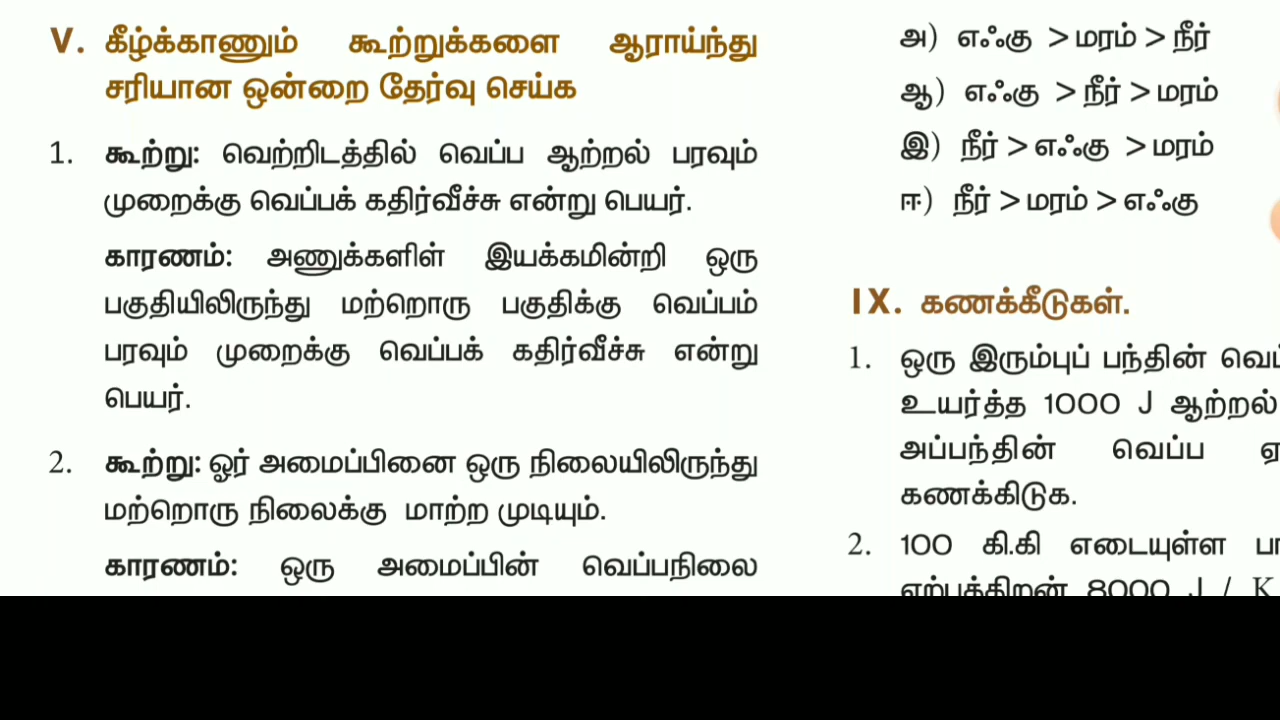 V. கீழ்க்காணும் கூற்றுக்களை ஆராய்ந்து
சரியான ஒன்றை தேர்வு செய்க
1. கூற்று: வெற்றிடத்தில் வெப்ப ஆற்றல் பரவும்
முறைக்கு வெப்பக் கதிர்வீச்சு என்று பெயர்.
காரணம்: அணுக்களிள் இயக்கமின்றி ஒரு
பகுதியிலிருந்து மற்றொரு பகுதிக்கு வெப்பம்
பரவும் முறைக்கு வெப்பக் கதிர்வீச்சு என்று
பெயர்.
2. கூற்று: ஓர் அமைப்பினை ஒரு நிலையிலிருந்து
மற்றொரு நிலைக்கு மாற்ற முடியும்.
காரணம்: ஒரு அமைப்பின் வெப்பநிலை
அ) எஃகு > மரம் > நீர்
ஆ) எஃகு > நீர் > மரம்
இ) நீர் > எஃகு > மரம்
ஈ) நீர் > மரம் > எஃகு
IX. கணக்கீடுகள்.
1. ஒரு இரும்புப் பந்தின்
உயர்த்த 1000 J ஆற்றல்
அப்பந்தின் வெப்ப
கணக்கிடுக.
2. 100 கி.கி எடையுள்ள
ஏற்புத்திறன் 8000 J / K